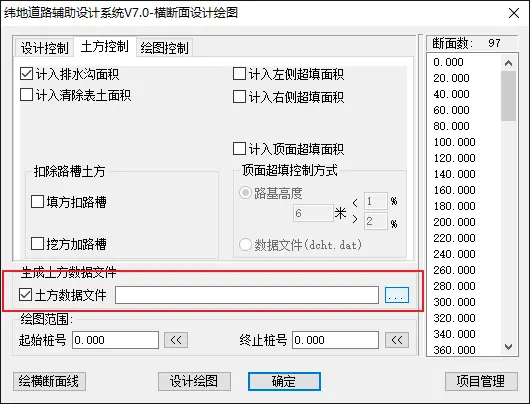 纬地道路辅助设计系统V7.0-横断面设计绘图
设计控制 土方控制 绘图控制
计入排水沟面积
计入清除表土面积
计入左侧超填面积
计入右侧超填面积
计入顶面超填面积
扣除路槽土方
填方扣路槽
挖方加路槽
顶面超填控制方式
路基高度
6 米 < 1 %
> 2 %
数据文件(dcht.dat)
生成土方数据文件
土方数据文件 ...
绘图范围:
起始桩号 0.000 << 终止桩号 0.000 <<
绘横断面线 设计绘图 确定 项目管理
断面数: 97
0.000
20.000
40.000
60.000
80.000
100.000
120.000
140.000
160.000
180.000
200.000
220.000
240.000
260.000
280.000
300.000
320.000
340.000
360.000